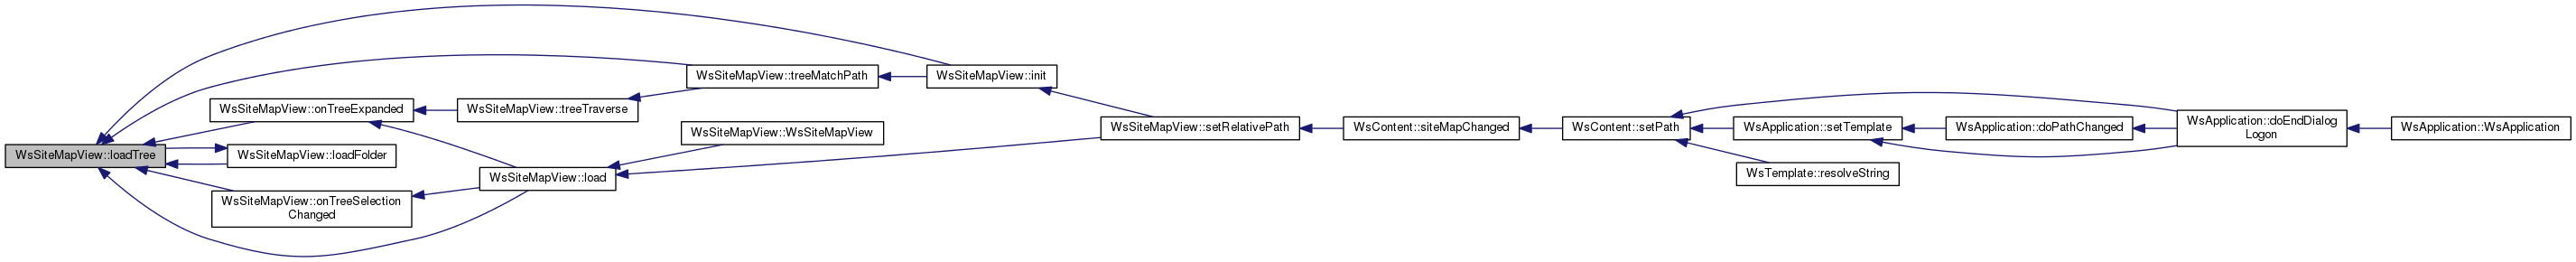 WsSiteMapView::loadTree
WsSiteMapView::onTreeExpanded
WsSiteMapView::loadFolder
WsSiteMapView::onTreeSelection
Changed
WsSiteMapView::treeTraverse
WsSiteMapView::load
WsSiteMapView::treeMatchPath
WsSiteMapView::WsSiteMapView
WsSiteMapView::init
WsSiteMapView::setRelativePath
WsContent::siteMapChanged
WsContent::setPath
WsApplication::setTemplate
WsTemplate::resolveString
WsApplication::doPathChanged
WsApplication::doEndDialog
Logon
WsApplication::WsApplication